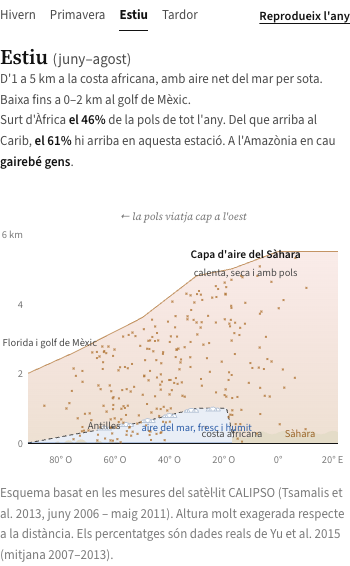 Hivern Primavera Estiu Tardor Reprodueix l'any
Estiu (juny–agost)
D'1 a 5 km a la costa africana, amb aire net del mar per sota.
Baixa fins a 0–2 km al golf de Mèxic.
Surt d'Àfrica el 46% de la pols de tot l'any. Del que arriba al
Carib, el 61% hi arriba en aquesta estació. A l'Amazònia en cau
gairebé gens.
← la pols viatja cap a l'oest
6 km
Capa d'aire del Sàhara
calenta, seca i amb pols
4
Florida i golf de Mèxic
2
Antilles
aire del mar, fresc i humit
costa africana
Sàhara
0
80° O 60° O 40° O 20° O 0° 20° E
Esquema basat en les mesures del satèl·lit CALIPSO (Tsamalis et
al. 2013, juny 2006 – maig 2011). Altura molt exagerada respecte
a la distància. Els percentatges són dades reals de Yu et al. 2015
(mitjana 2007–2013).